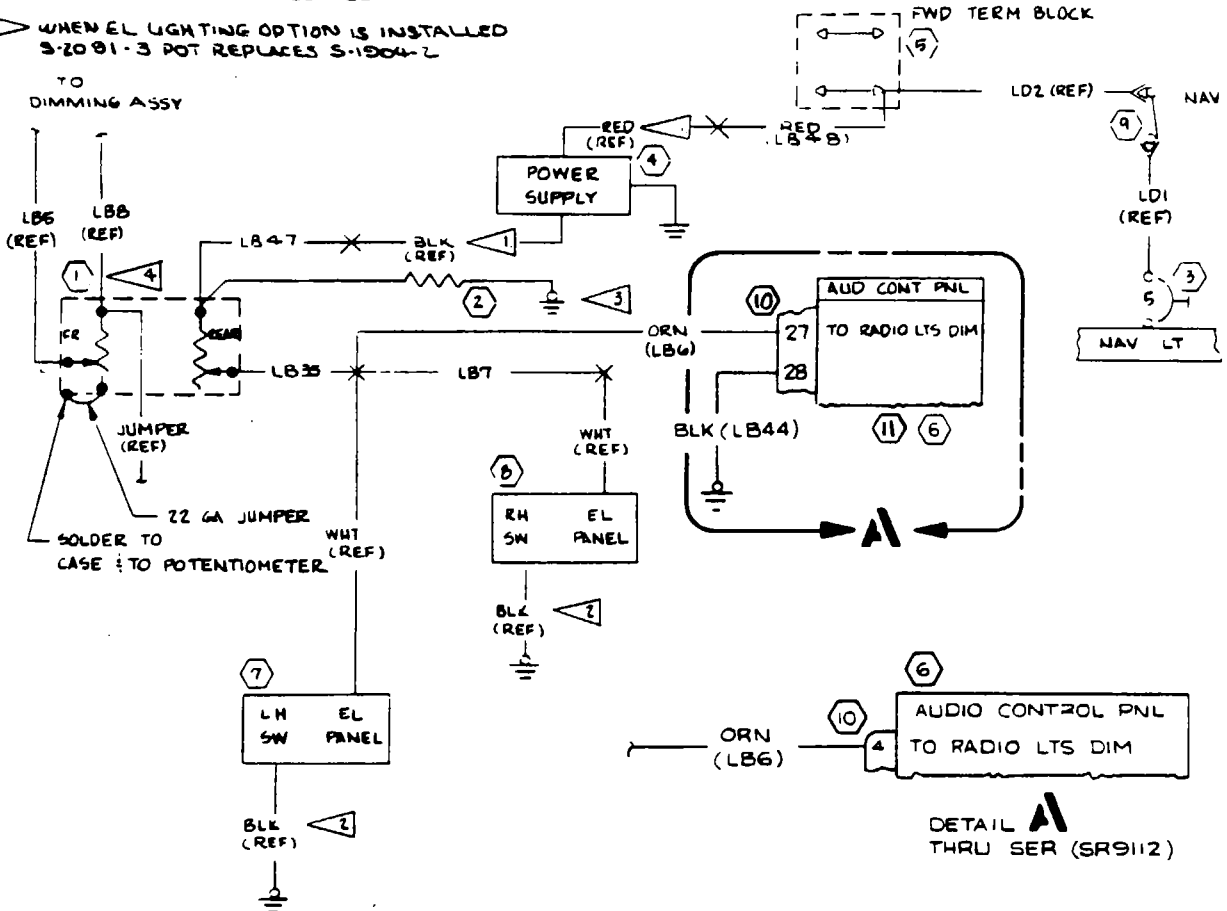 WHEN EL LIGHTING OPTION IS INSTALLED
S-2091-3 POT REPLACES S-1904-2
TO
DIMMING ASSY
FWD TERM BLOCK
5
LD2 (REF)
NAV
9
RED
(REF)
1
RED
(LB48)
4
POWER
SUPPLY
LD1
(REF)
LB5
(REF)
LB8
(REF)
LB47
BLK
(REF)
1
1
4
2
3
3
5
NAV LT
10
AUD CONT PNL
27
TO RADIO LTS DIM
28
ORN
(LB6)
REAR
LB35
LB7
BLK (LB44)
11
6
JUMPER
(REF)
WHT
(REF)
8
RH
SW
EL
PANEL
22 GA JUMPER
SOLDER TO
CASE & TO POTENTIOMETER
WHT
(REF)
A
BLK
(REF)
2
7
LH
SW
EL
PANEL
6
10
AUDIO CONTROL PNL
4
TO RADIO LTS DIM
ORN
(LB6)
BLK
(REF)
2
DETAIL A
THRU SER (SR9112)